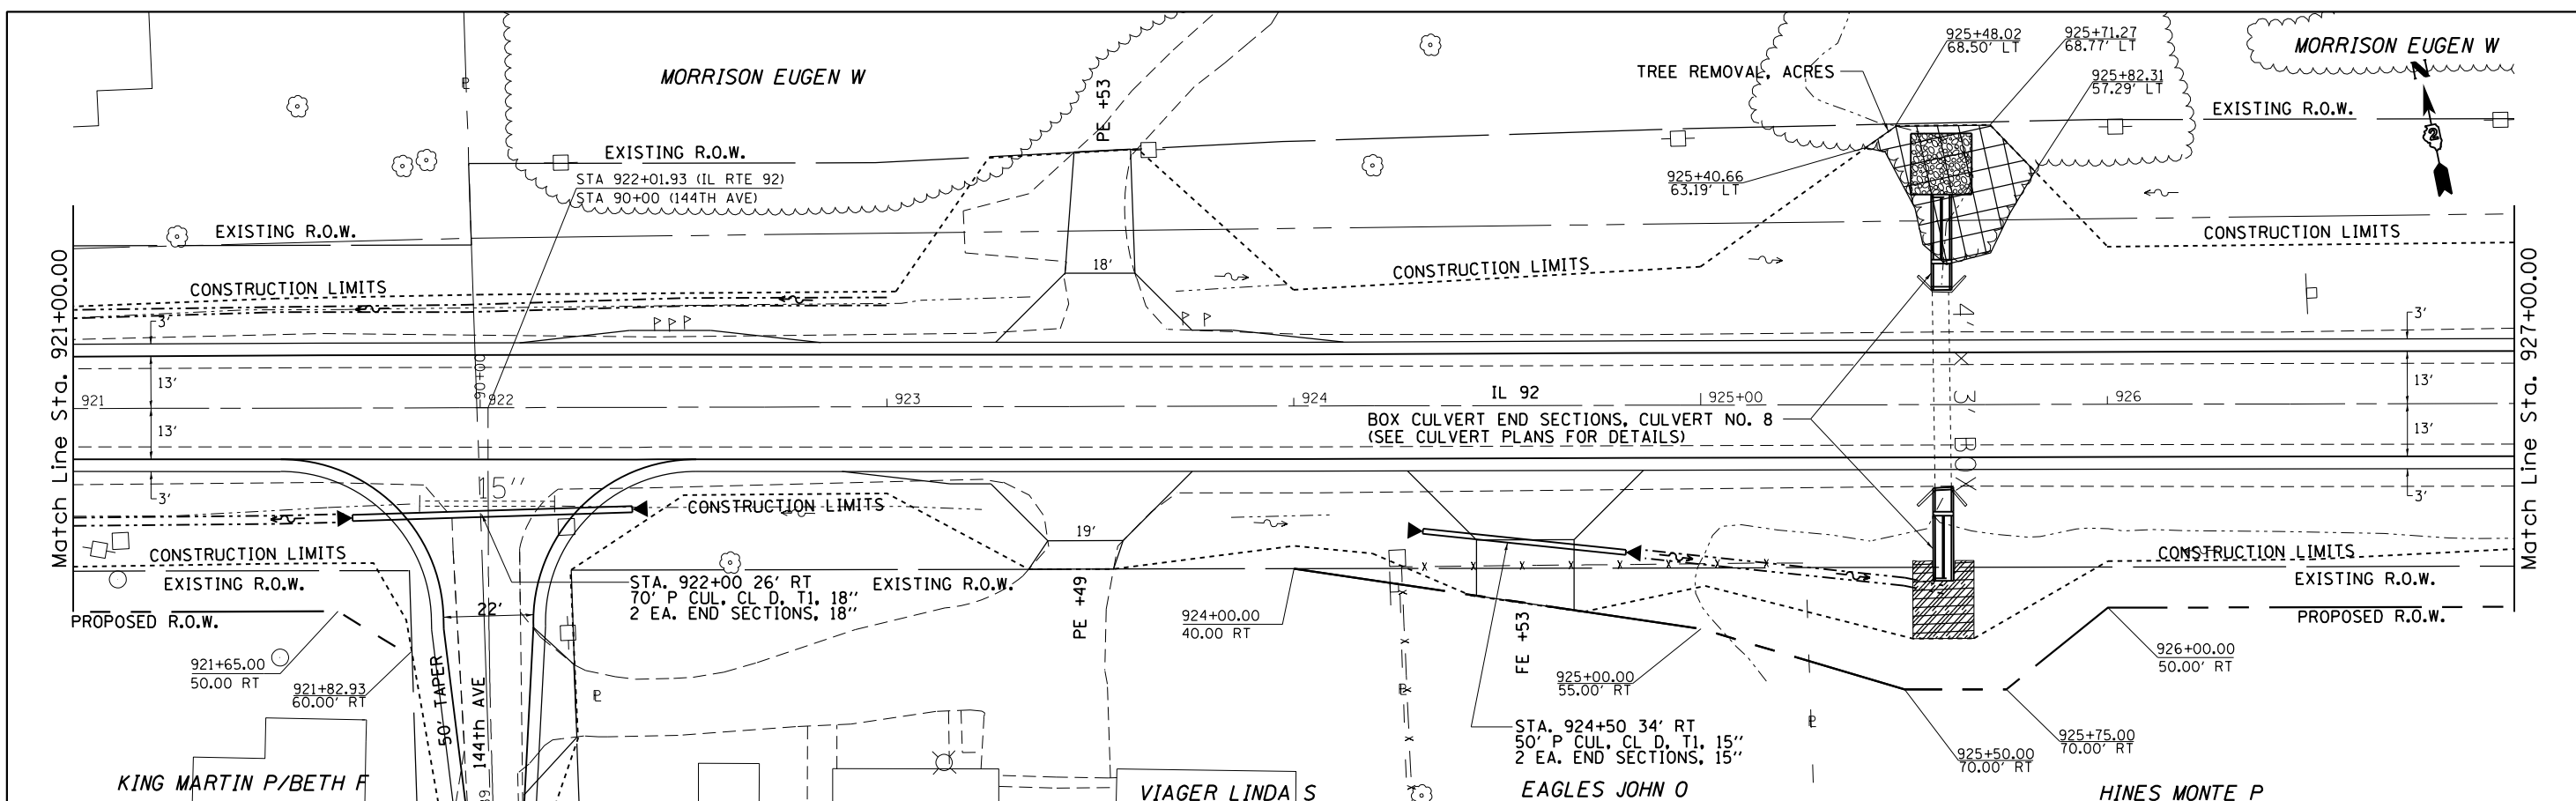 MORRISON EUGEN W
MORRISON EUGEN W
925+48.02
68.50' LT
925+71.27
68.77' LT
TREE REMOVAL, ACRES
925+82.31
57.29' LT
N
2
EXISTING R.O.W.
PE +53
EXISTING R.O.W.
STA 922+01.93 (IL RTE 92)
STA 90+00 (144TH AVE)
925+40.66
63.19' LT
EXISTING R.O.W.
CONSTRUCTION LIMITS
18'
CONSTRUCTION LIMITS
CONSTRUCTION LIMITS
Match Line Sta. 921+00.00
Match Line Sta. 927+00.00
3'
3'
4' X 3' BOX
13'
13'
90+00
921
922
923
924
IL 92
925+00
926
BOX CULVERT END SECTIONS, CULVERT NO. 8
(SEE CULVERT PLANS FOR DETAILS)
13'
13'
3'
3'
15"
CONSTRUCTION LIMITS
19'
CONSTRUCTION LIMITS
CONSTRUCTION LIMITS
EXISTING R.O.W.
STA. 922+00 26' RT
70' P CUL, CL D, T1, 18"
2 EA. END SECTIONS, 18"
EXISTING R.O.W.
EXISTING R.O.W.
PROPOSED R.O.W.
22'
924+00.00
40.00 RT
PE +49
FE +53
PROPOSED R.O.W.
921+65.00
50.00 RT
921+82.93
60.00' RT
50' TAPER
144th AVE
925+00.00
55.00' RT
926+00.00
50.00' RT
STA. 924+50 34' RT
50' P CUL, CL D, T1, 15"
2 EA. END SECTIONS, 15"
925+50.00
70.00' RT
925+75.00
70.00' RT
KING MARTIN P/BETH F
89
VIAGER LINDA S
EAGLES JOHN O
HINES MONTE P